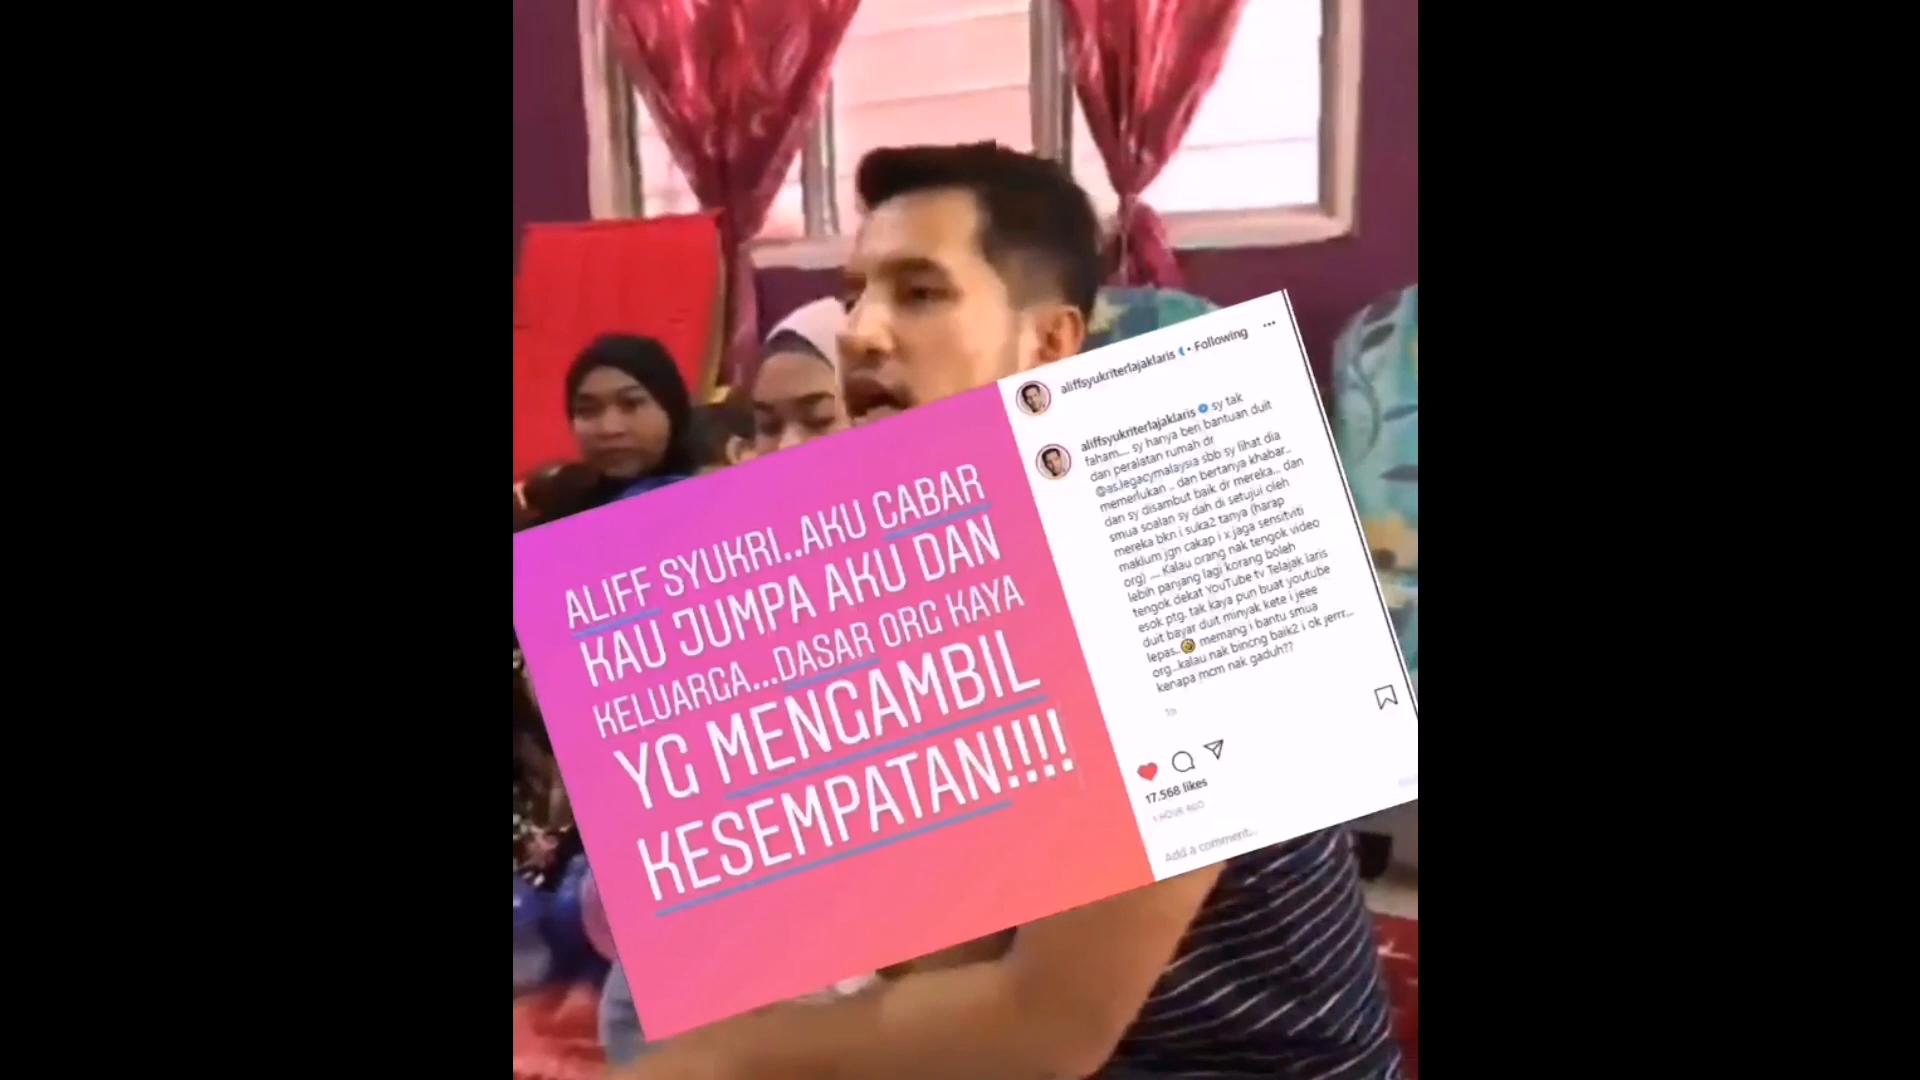 ALIFF SYUKRI..AKU CABAR
KAU JUMPA AKU DAN
KELUARGA...DASAR ORG KAYA
YG MENGAMBIL
KESEMPATAN!!!!
aliffsyukriterlajaklaris • Following
aliffsyukriterlajaklaris sy tak
faham.... sy hanya beri bantuan duit
dan peralatan rumah dr
@as.legacymalaysia sbb sy lihat dia
memerlukan .. dan bertanya khabar..
dan sy disambut baik dr mereka... dan
smua soalan sy dah di setujui oleh
mereka bkn i suka2 tanya (harap
maklum jgn cakap i x jaga sensitviti
org) .... Kalau orang nak tengok video
lebih panjang lagi korang boleh
tengok dekat YouTube tv Telajak laris
esok ptg. tak kaya pun buat youtube
duit bayar duit minyak kete i jeee
lepas..🤣 memang i bantu smua
org...kalau nak bincng baik2 i ok jerrr...
kenapa mcm nak gaduh??
17.568 likes
1 HOUR AGO
Add a comment...